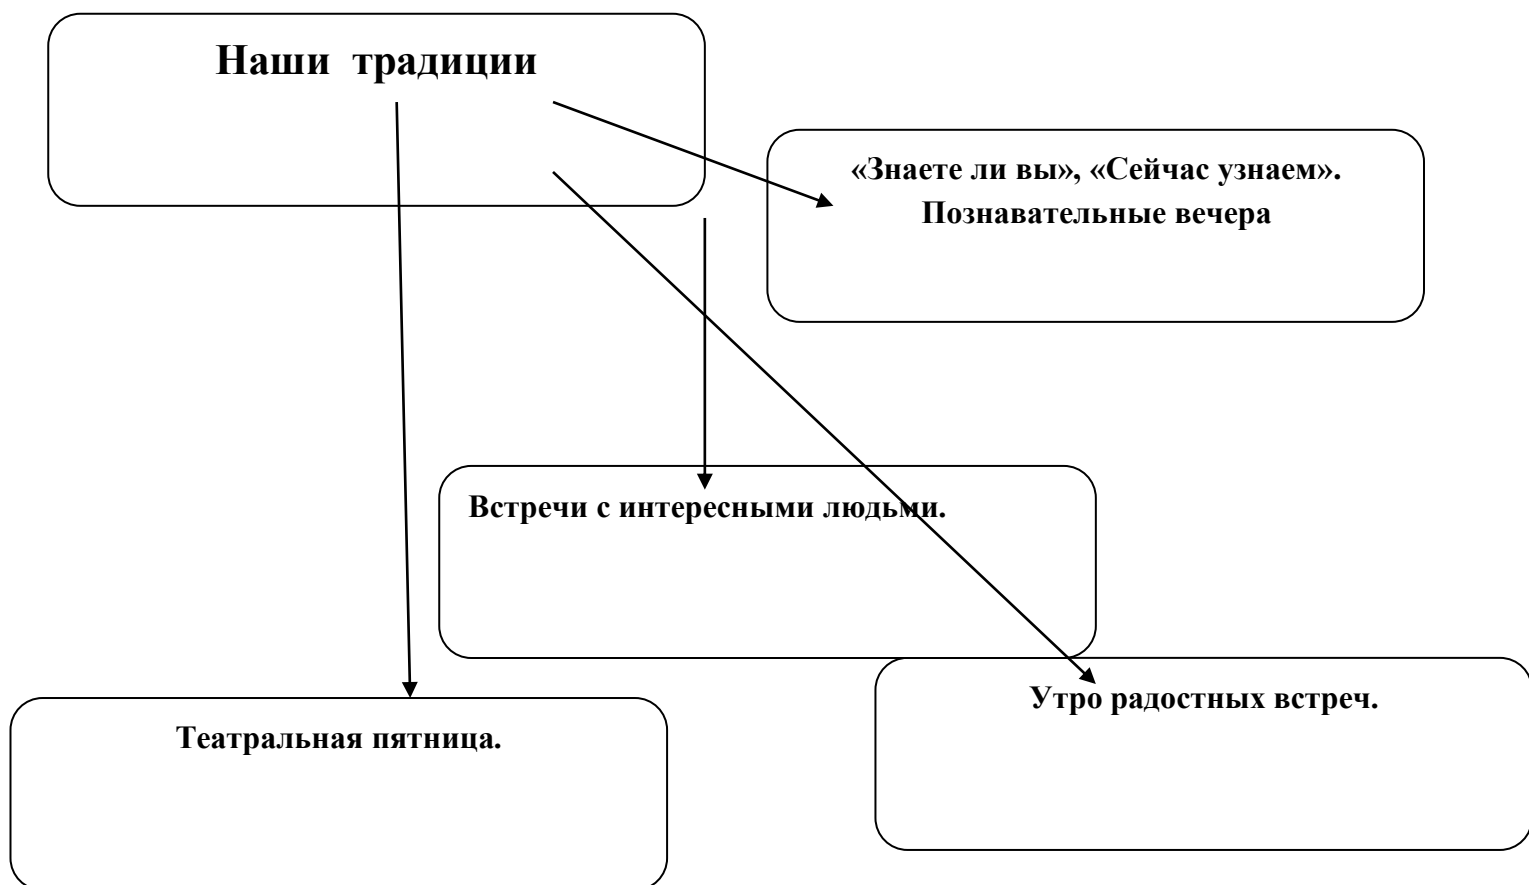 Наши традиции
«Знаете ли вы», «Сейчас узнаем».
Познавательные вечера
Встречи с интересными людьми.
Утро радостных встреч.
Театральная пятница.